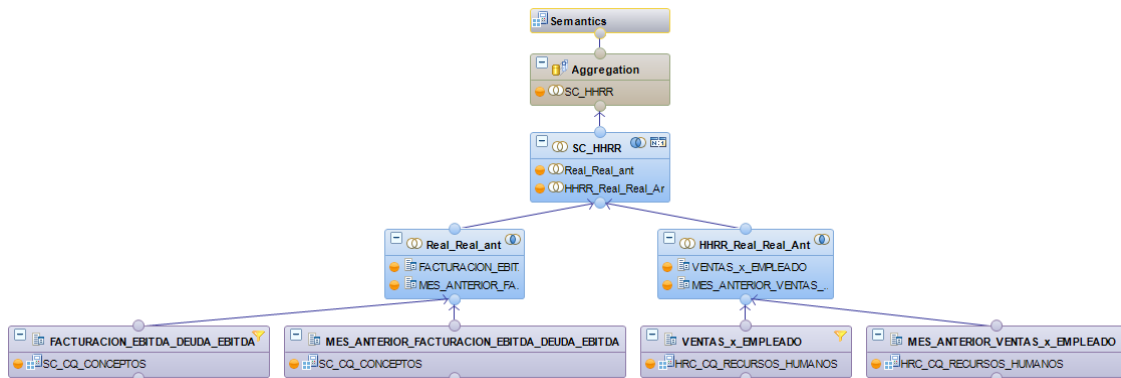 Semantics
Aggregation
SC_HHRR
SC_HHRR
N:1
Real_Real_ant
HHRR_Real_Real_Ar
Real_Real_ant
FACTURACION_EBIT.
MES_ANTERIOR_FA..
HHRR_Real_Real_Ant
VENTAS_x_EMPLEADO
MES_ANTERIOR_VENTAS_..
FACTURACION_EBITDA_DEUDA_EBITDA
SC_CQ_CONCEPTOS
MES_ANTERIOR_FACTURACION_EBITDA_DEUDA_EBITDA
SC_CQ_CONCEPTOS
VENTAS_x_EMPLEADO
HRC_CQ_RECURSOS_HUMANOS
MES_ANTERIOR_VENTAS_x_EMPLEADO
HRC_CQ_RECURSOS_HUMANOS